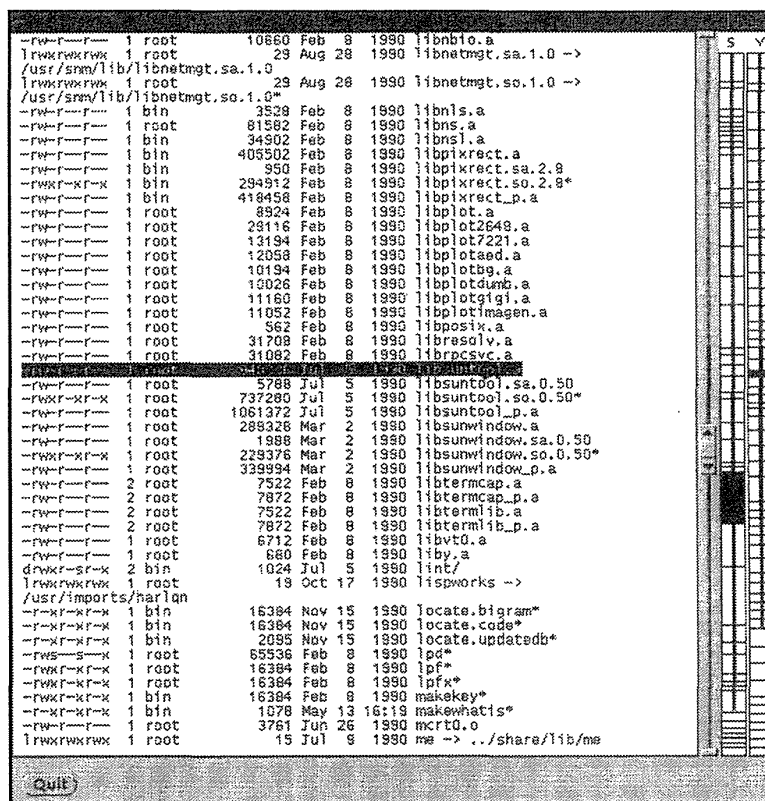 S Y
-rw-r--r-- 1 root 10660 Feb 8 1990 libnbio.a
lrwxrwxrwx 1 root 29 Aug 28 1990 libnetmgt.sa.1.0 ->
/usr/snm/lib/libnetmgt.sa.1.0
lrwxrwxrwx 1 root 29 Aug 28 1990 libnetmgt.so.1.0 ->
/usr/snm/lib/libnetmgt.so.1.0*
-rw-r--r-- 1 bin 3528 Feb 8 1990 libnls.a
-rw-r--r-- 1 root 81582 Feb 8 1990 libns.a
-rw-r--r-- 1 bin 34902 Feb 8 1990 libnsl.a
-rw-r--r-- 1 bin 405502 Feb 8 1990 libpixrect.a
-rw-r--r-- 1 bin 950 Feb 8 1990 libpixrect.sa.2.8
-rwxr-xr-x 1 bin 294912 Feb 8 1990 libpixrect.so.2.8*
-rw-r--r-- 1 bin 418458 Feb 8 1990 libpixrect_p.a
-rw-r--r-- 1 root 8924 Feb 8 1990 libplot.a
-rw-r--r-- 1 root 29116 Feb 8 1990 libplot2648.a
-rw-r--r-- 1 root 13194 Feb 8 1990 libplot7221.a
-rw-r--r-- 1 root 12058 Feb 8 1990 libplotaed.a
-rw-r--r-- 1 root 10194 Feb 8 1990 libplotbg.a
-rw-r--r-- 1 root 10026 Feb 8 1990 libplotdumb.a
-rw-r--r-- 1 root 11160 Feb 8 1990 libplotgigi.a
-rw-r--r-- 1 root 11052 Feb 8 1990 libplotimagen.a
-rw-r--r-- 1 root 562 Feb 8 1990 libposix.a
-rw-r--r-- 1 root 31708 Feb 8 1990 libresolv.a
-rw-r--r-- 1 root 31082 Feb 8 1990 librpcsvc.a
-rw-r--r-- 1 root 5788 Jul 5 1990 libsuntool.sa.0.50
-rwxr-xr-x 1 root 737280 Jul 5 1990 libsuntool.so.0.50*
-rw-r--r-- 1 root 1061372 Jul 5 1990 libsuntool_p.a
-rw-r--r-- 1 root 289328 Mar 2 1990 libsunwindow.a
-rw-r--r-- 1 root 1988 Mar 2 1990 libsunwindow.sa.0.50
-rwxr-xr-x 1 root 229376 Mar 2 1990 libsunwindow.so.0.50*
-rw-r--r-- 1 root 339994 Mar 2 1990 libsunwindow_p.a
-rw-r--r-- 2 root 7522 Feb 8 1990 libtermcap.a
-rw-r--r-- 2 root 7872 Feb 8 1990 libtermcap_p.a
-rw-r--r-- 2 root 7522 Feb 8 1990 libtermlib.a
-rw-r--r-- 2 root 7872 Feb 8 1990 libtermlib_p.a
-rw-r--r-- 1 root 6712 Feb 8 1990 libvt0.a
-rw-r--r-- 1 root 680 Feb 8 1990 liby.a
drwxr-sr-x 2 bin 1024 Jul 5 1990 lint/
lrwxrwxrwx 1 root 19 Oct 17 1990 lispworks ->
/usr/imports/harlqn
-r-xr-xr-x 1 bin 16384 Nov 15 1990 locate.bigram*
-r-xr-xr-x 1 bin 16384 Nov 15 1990 locate.code*
-r-xr-xr-x 1 bin 2095 Nov 15 1990 locate.updatedb*
-rws--s--x 1 root 65536 Feb 8 1990 lpd*
-rwxr-xr-x 1 root 16384 Feb 8 1990 lpf*
-rwxr-xr-x 1 root 16384 Feb 8 1990 lpfx*
-rwxr-xr-x 1 bin 16384 Feb 8 1990 makekey*
-r-xr-xr-x 1 bin 1078 May 13 16:19 makewhatis*
-rw-r--r-- 1 root 3761 Jun 26 1990 mcrt0.o
lrwxrwxrwx 1 root 15 Jul 9 1990 me -> ../share/lib/me
Quit